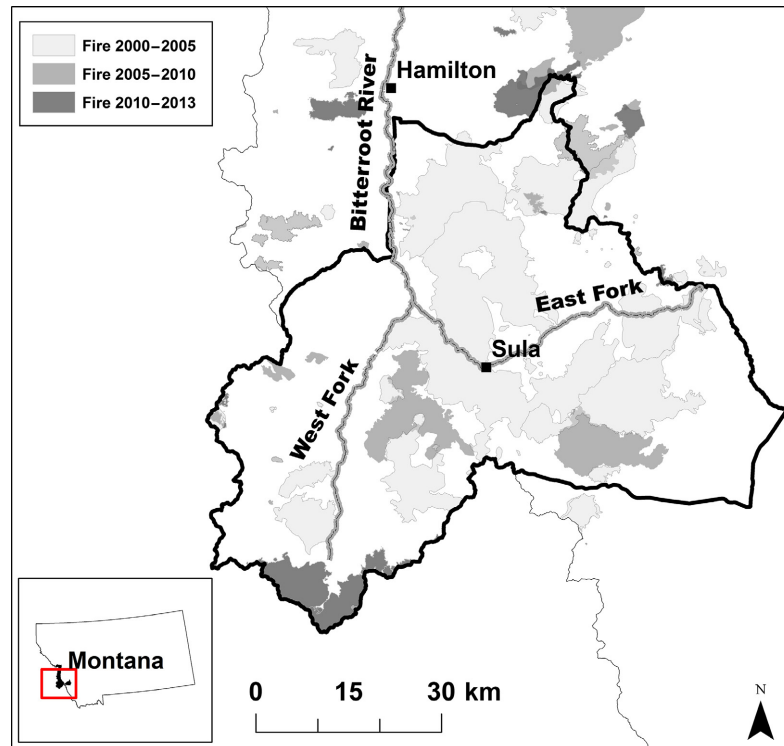 Fire 2000–2005
Fire 2005–2010
Fire 2010–2013
Hamilton
Bitterroot River
East Fork
Sula
West Fork
Montana
0 15 30 km
N